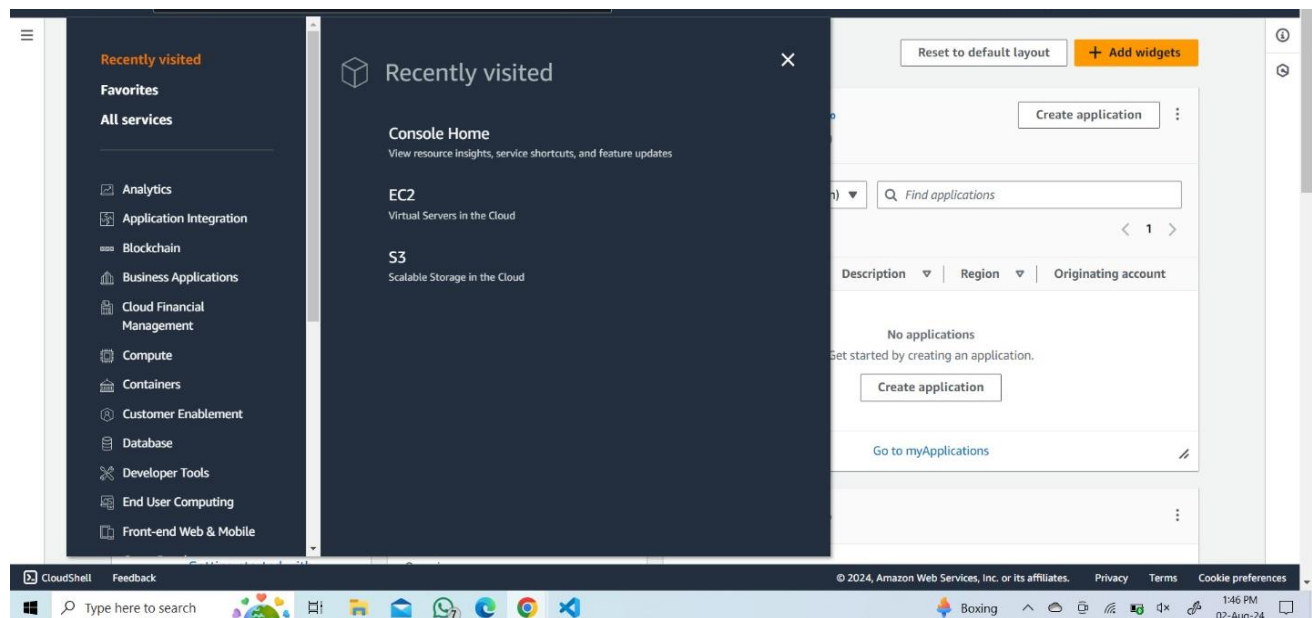 Recently visited
Favorites
All services
Analytics
Application Integration
Blockchain
Business Applications
Cloud Financial
Management
Compute
Containers
Customer Enablement
Database
Developer Tools
End User Computing
Front-end Web & Mobile
Recently visited
Console Home
View resource insights, service shortcuts, and feature updates
EC2
Virtual Servers in the Cloud
S3
Scalable Storage in the Cloud
Reset to default layout
+ Add widgets
Create application
Find applications
1
Description
Region
Originating account
No applications
Get started by creating an application.
Create application
Go to myApplications
CloudShell Feedback
© 2024, Amazon Web Services, Inc. or its affiliates. Privacy Terms Cookie preferences
Type here to search
7
Boxing
1:46 PM
02-Aug-24